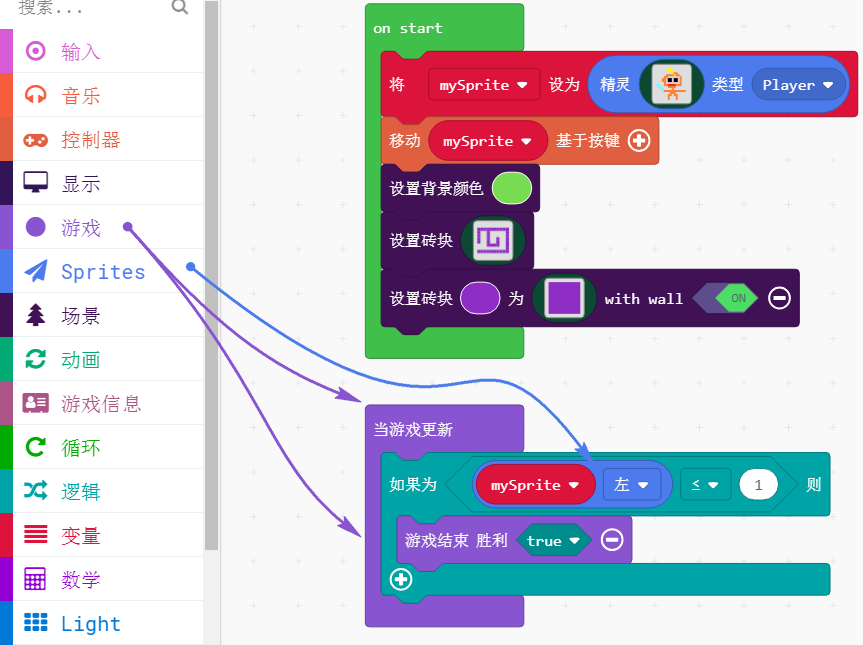 搜索...
输入
音乐
控制器
显示
游戏
Sprites
场景
动画
游戏信息
循环
逻辑
变量
数学
Light
on start
将 mySprite 设为 精灵 类型 Player
移动 mySprite 基于按键
设置背景颜色
设置砖块
设置砖块 为 with wall ON
当游戏更新
如果为 mySprite 左 ≤ 1 则
游戏结束 胜利 true